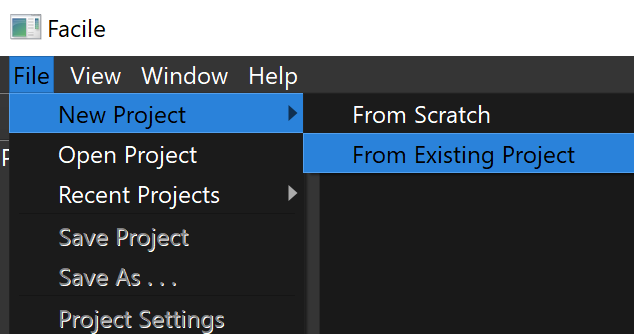 Facile
File View Window Help
New Project From Scratch
Open Project From Existing Project
Recent Projects
Save Project
Save As . . .
Project Settings